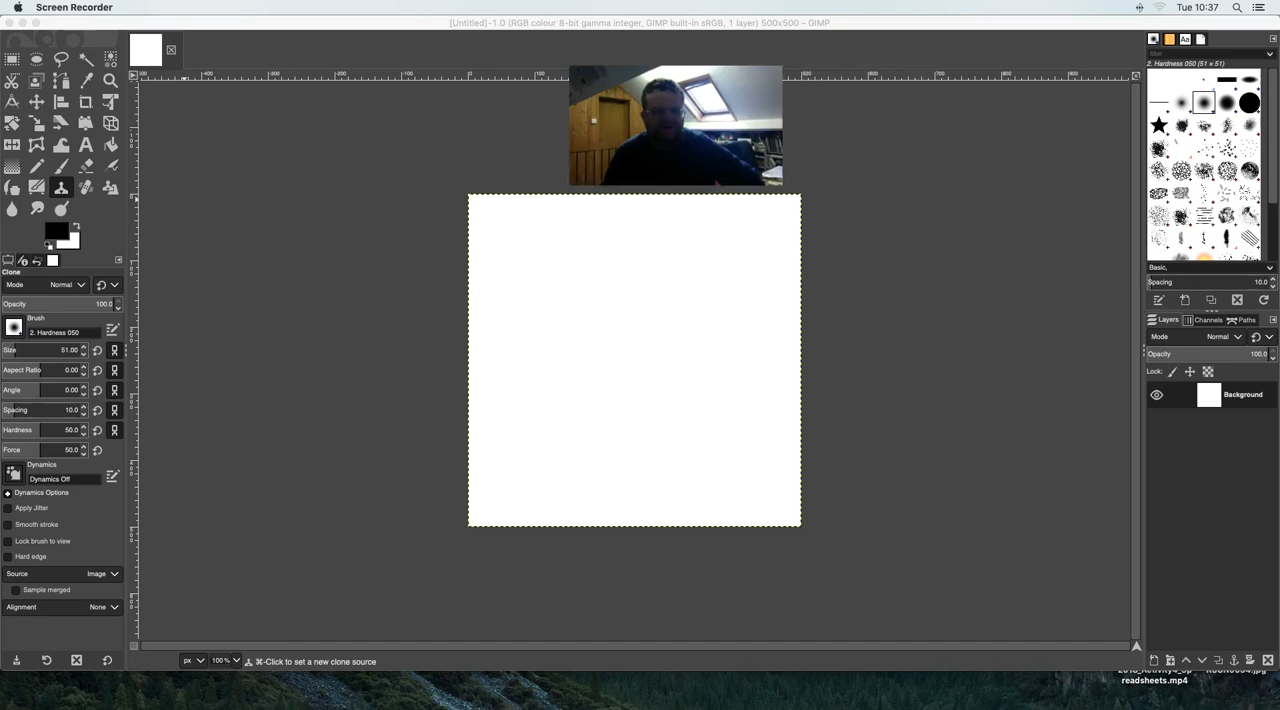 Screen Recorder
Tue 10:37
[Untitled]-1.0 (RGB colour 8-bit gamma integer, GIMP built-in sRGB, 1 layer) 500x500 – GIMP
Clone
Mode Normal
Opacity 100.0
Brush
2. Hardness 050
Size 51.00
Aspect Ratio 0.00
Angle 0.00
Spacing 10.0
Hardness 50.0
Force 50.0
Dynamics
Dynamics Off
Dynamics Options
Apply Jitter
Smooth stroke
Lock brush to view
Hard edge
Source Image
Sample merged
Alignment None
px 100% ⌘-Click to set a new clone source
filter
2. Hardness 050 (51 × 51)
Basic,
Spacing 10.0
Layers Channels Paths
Mode Normal
Opacity 100.0
Lock:
Background
readsheets.mp4